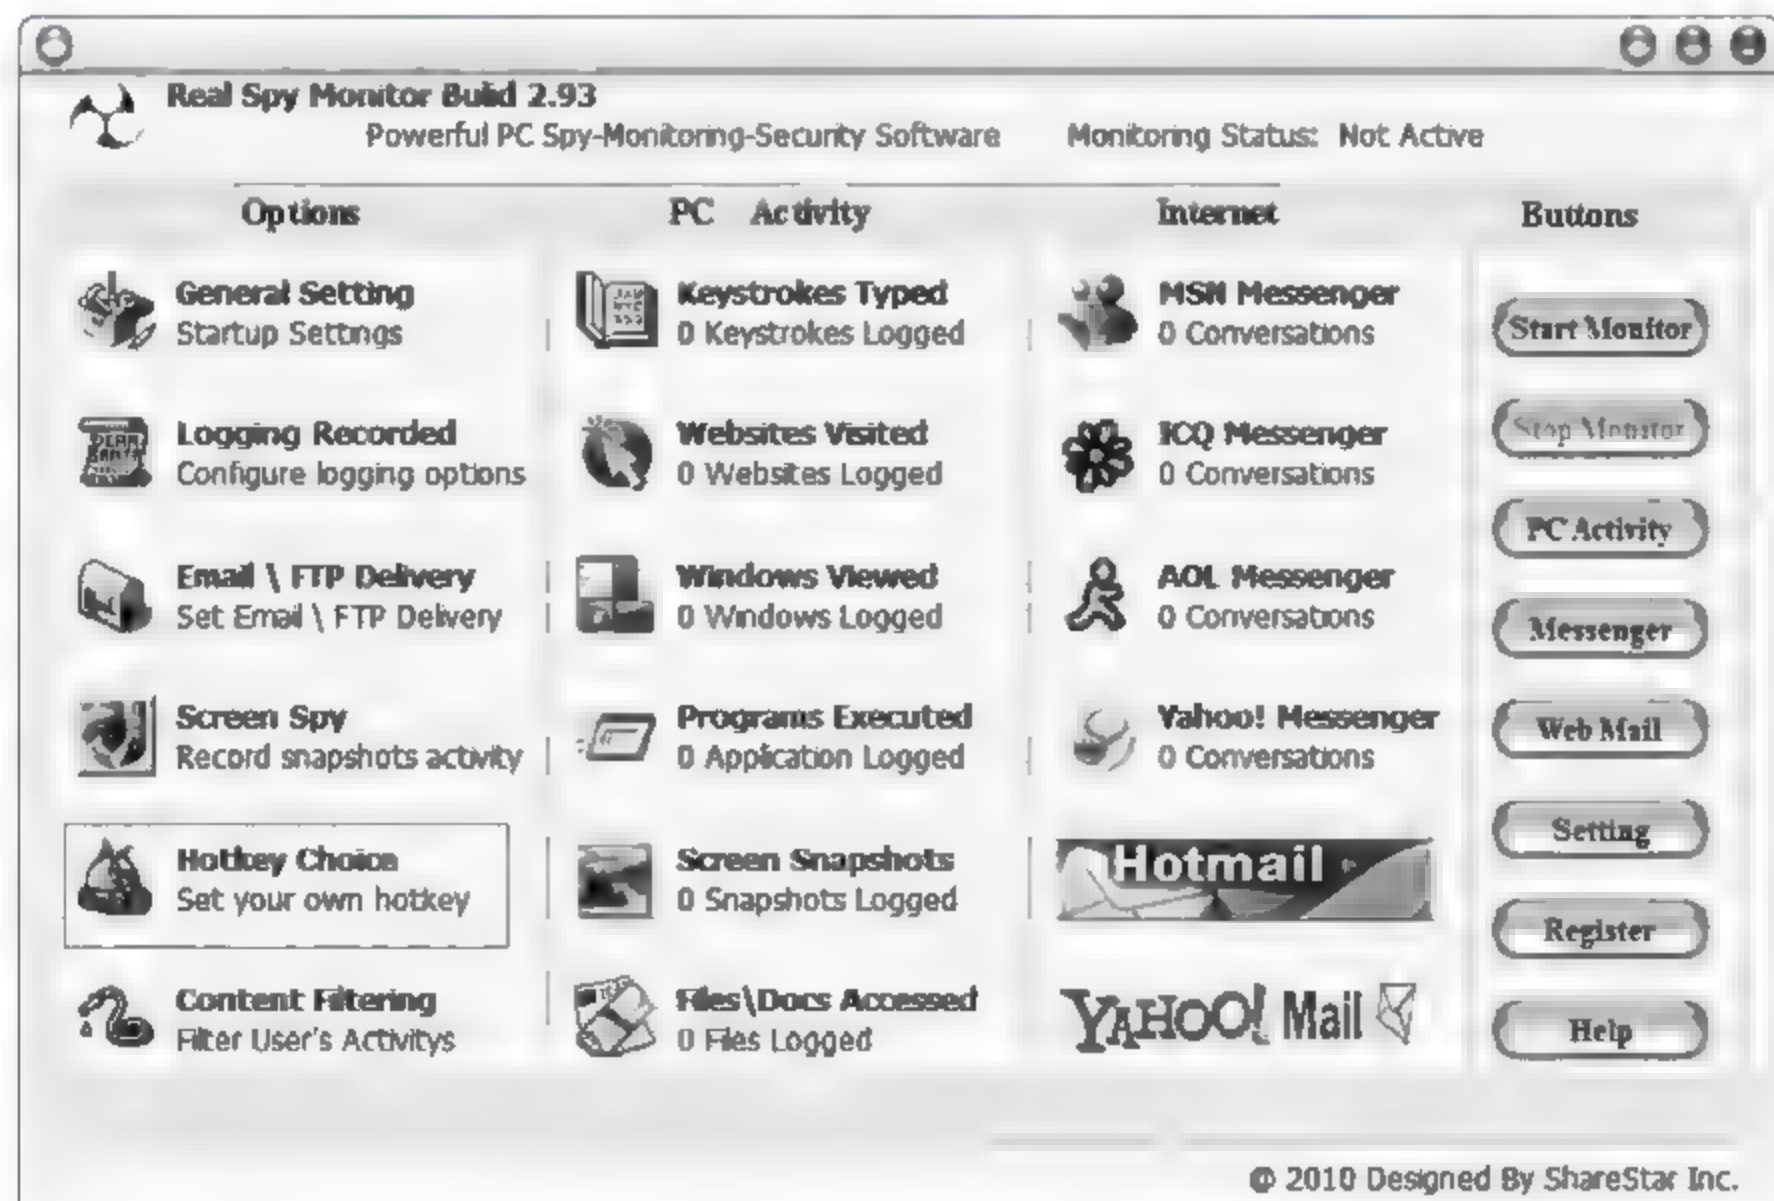 Real Spy Monitor Build 2.93
Powerful PC Spy-Monitoring-Security Software
Monitoring Status: Not Active
Options
General Setting
Startup Settings
Logging Recorded
Configure logging options
Email \ FTP Delivery
Set Email \ FTP Delivery
Screen Spy
Record snapshots activity
Hotkey Choice
Set your own hotkey
Content Filtering
Filter User's Activitys
PC Activity
Keystrokes Typed
0 Keystrokes Logged
Websites Visited
0 Websites Logged
Windows Viewed
0 Windows Logged
Programs Executed
0 Application Logged
Screen Snapshots
0 Snapshots Logged
Files\Docs Accessed
0 Files Logged
Internet
MSN Messenger
0 Conversations
ICQ Messenger
0 Conversations
AOL Messenger
0 Conversations
Yahoo! Messenger
0 Conversations
Hotmail
YAHOO! Mail
Buttons
Start Monitor
Stop Monitor
PC Activity
Messenger
Web Mail
Setting
Register
Help
© 2010 Designed By ShareStar Inc.